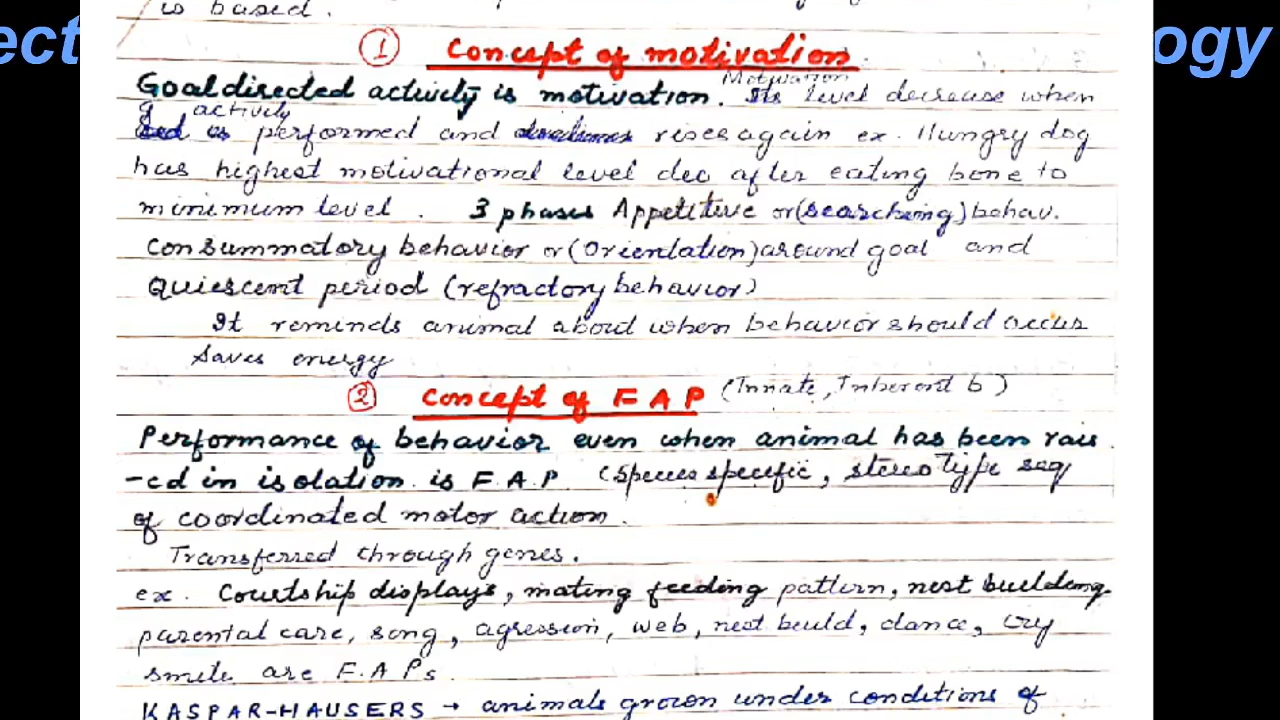 is based.
ect
ogy
① Concept of motivation
Goal directed activity is motivation. Motivation level decrease when
g activity performed and rises again ex. Hungry dog
has highest motivational level dec after eating bone to
minimum level. 3 phases Appetitive or (searching) behav.
Consummatory behavior or (Orientation) around goal and
Quiescent period (refractory behavior)
It reminds animal about when behavior should occur
Saves energy
② Concept of F A P (Innate, Inherent b)
Performance of behavior even when animal has been rais
-ed in isolation is F.A.P (Species specific, stereotype seq
of coordinated motor action.
Transferred through genes.
ex. Courtship displays, mating feeding pattern, nest building
parental care, song, agression, web, nest build, dance, cry
smile are F.A.Ps
KASPAR-HAUSERS → animals grown under conditions of